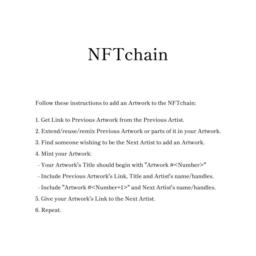 NFTchain
Follow these instructions to add an Artwork to the NFTchain:
1. Get Link to Previous Artwork from the Previous Artist.
2. Extend/reuse/remix Previous Artwork or parts of it in your Artwork.
3. Find someone wishing to be the Next Artist to add an Artwork.
4. Mint your Artwork:
- Your Artwork's Title should begin with "Artwork #<Number>"
- Include Previous Artwork's Link, Title and Artist's name/handles.
- Include "Artwork #<Number+1>" and Next Artist's name/handles.
5. Give your Artwork's Link to the Next Artist.
6. Repeat.